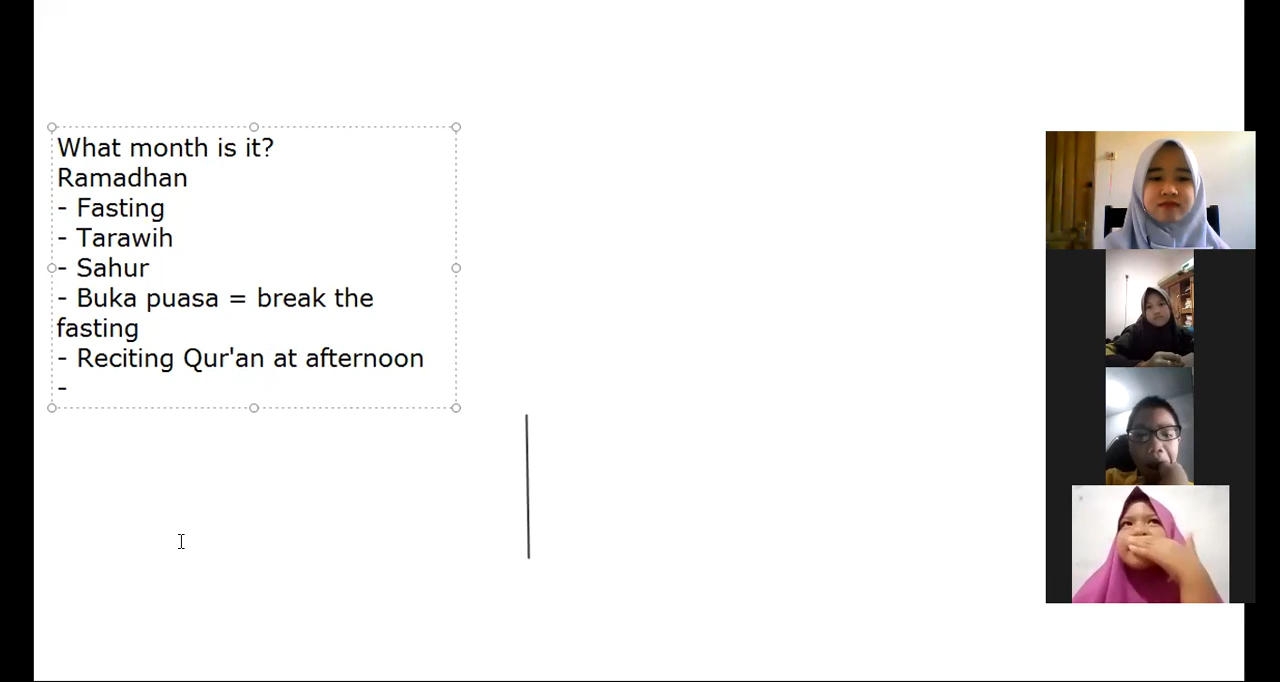 What month is it?
Ramadhan
- Fasting
- Tarawih
- Sahur
- Buka puasa = break the
fasting
- Reciting Qur'an at afternoon
-